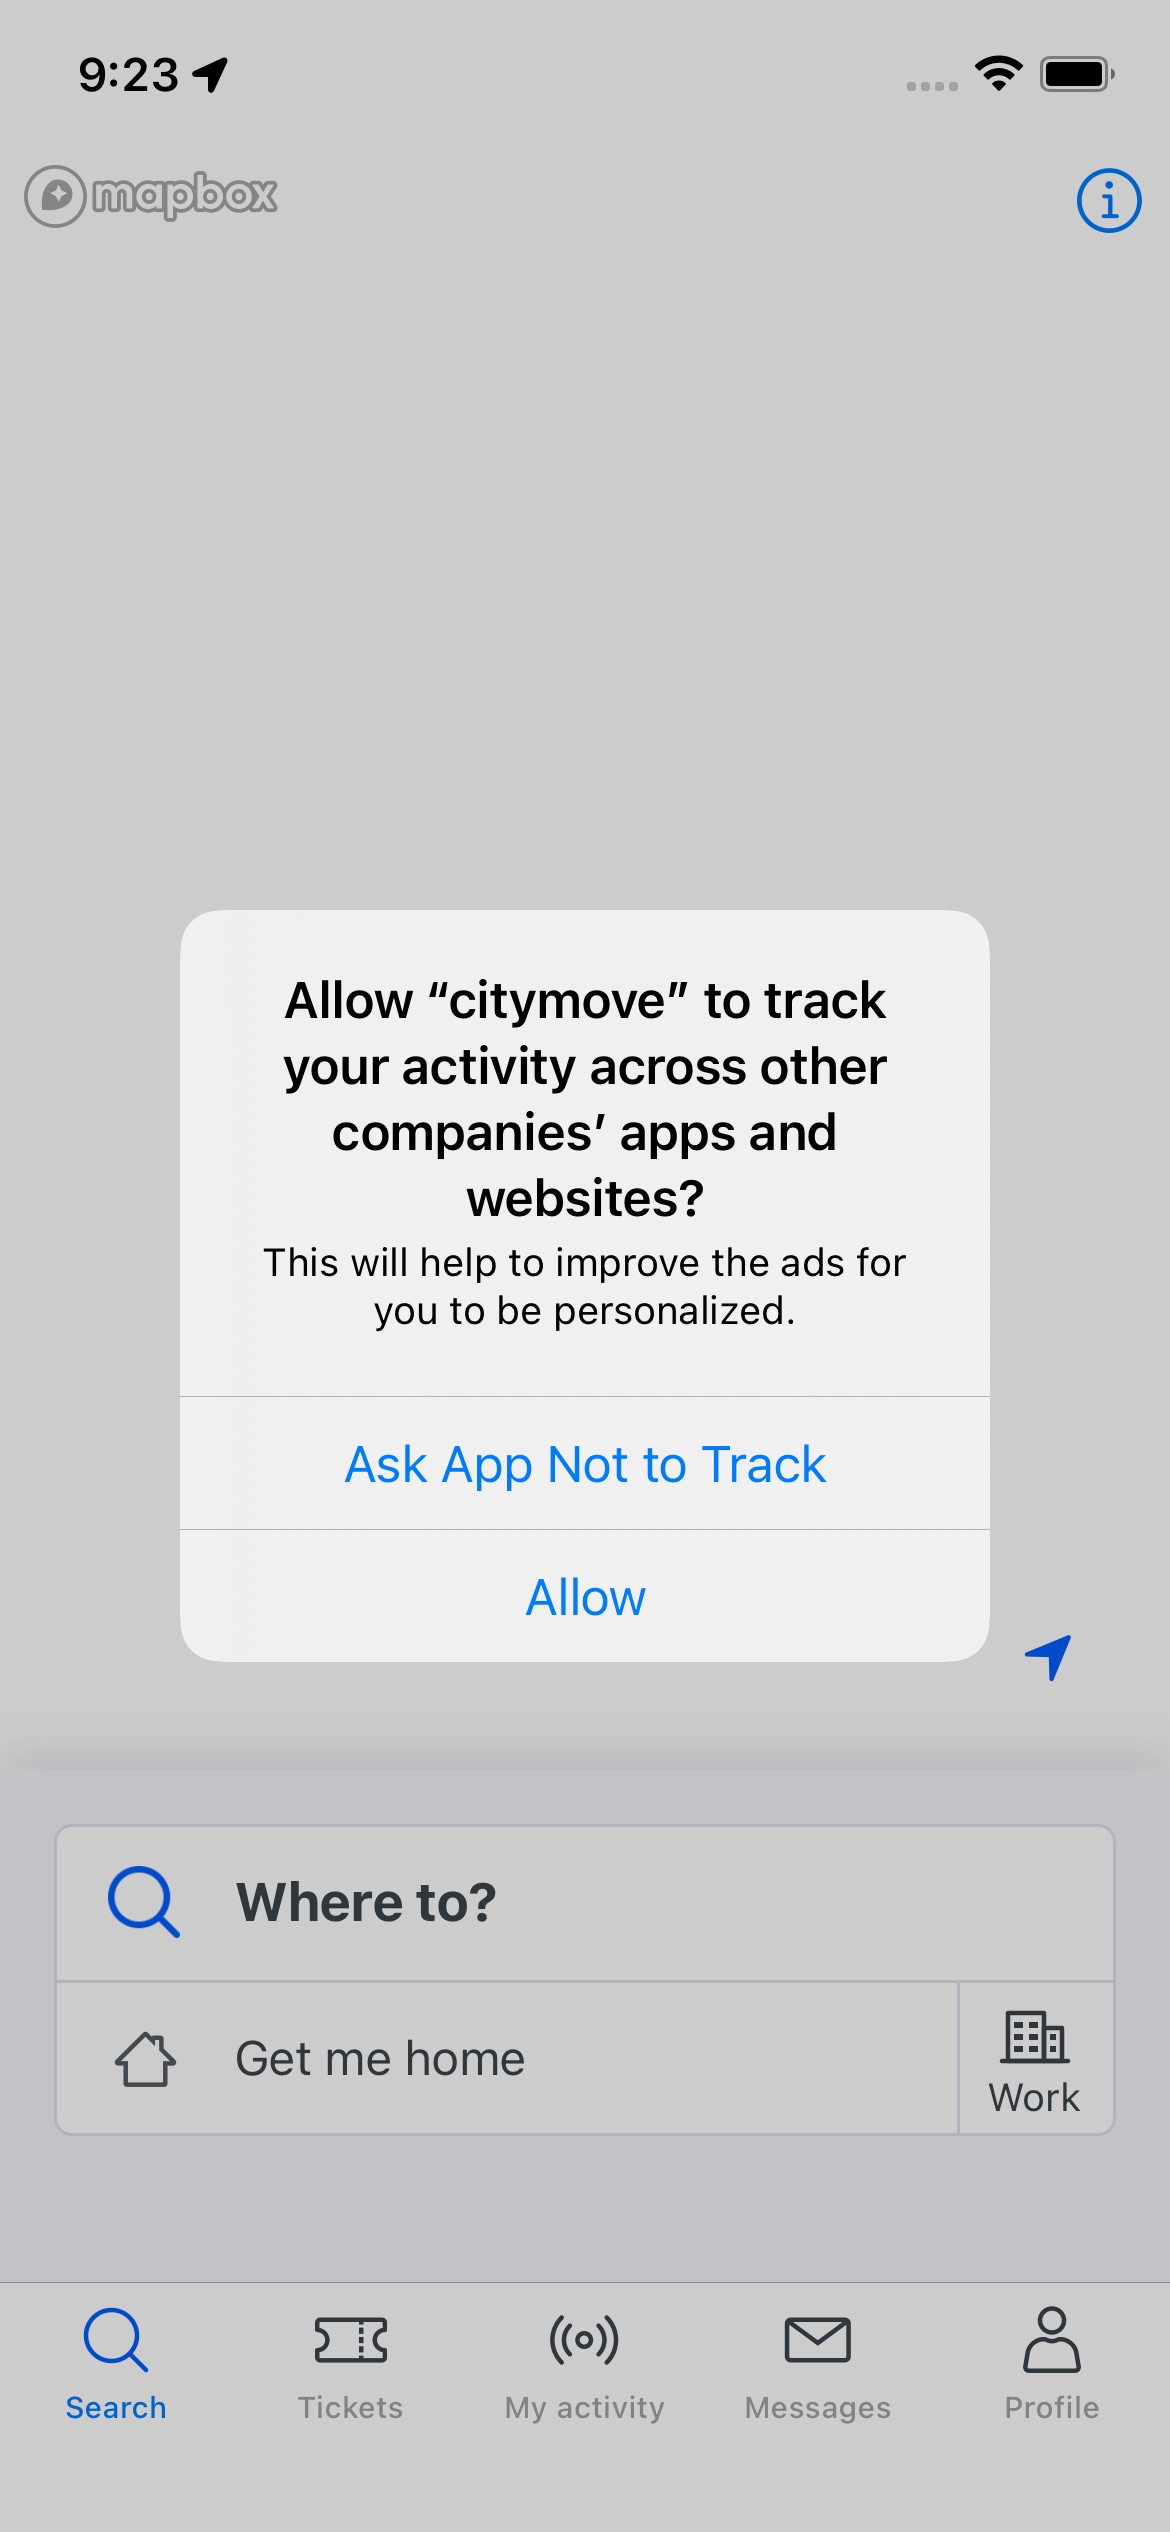 9:23
mapbox
Allow “citymove” to track
your activity across other
companies’ apps and
websites?
This will help to improve the ads for
you to be personalized.
Ask App Not to Track
Allow
Where to?
Get me home
Work
Search
Tickets
My activity
Messages
Profile